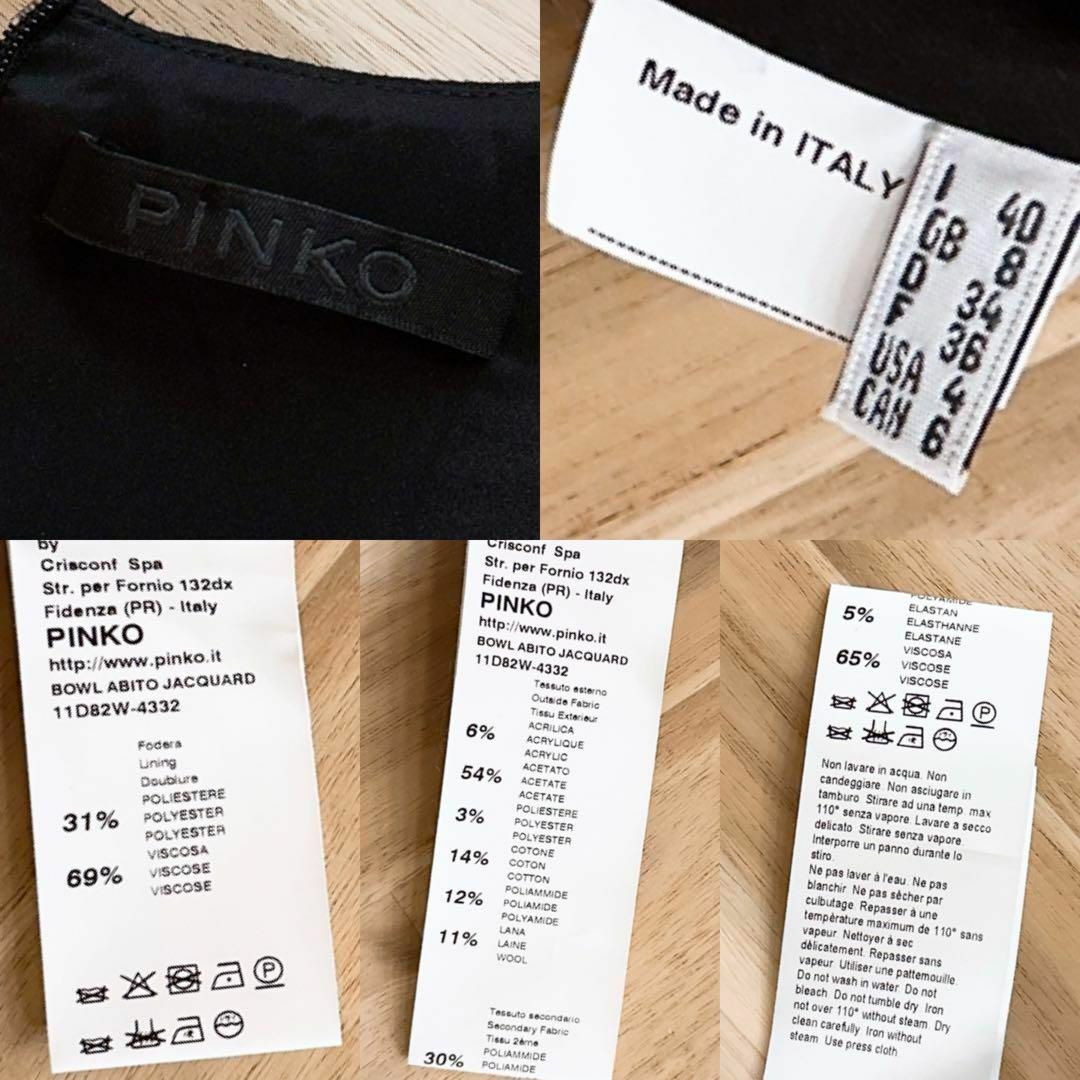 PINKO
Made in ITALY
I 40
GB 8
D 34
F 36
USA 4
CAN 6
by
Crisconf Spa
Str. per Fornio 132dx
Fidenza (PR) - Italy
PINKO
http://www.pinko.it
BOWL ABITO JACQUARD
11D82W-4332
Fodera
Lining
Doublure
POLIESTERE
31% POLYESTER
POLYESTER
VISCOSA
69% VISCOSE
VISCOSE
P
Crisconf Spa
Str. per Fornio 132dx
Fidenza (PR) - Italy
PINKO
http://www.pinko.it
BOWL ABITO JACQUARD
11D82W-4332
Tessuto esterno
Outside Fabric
Tissu Exterieur
6% ACRILICA
ACRYLIQUE
ACRYLIC
54% ACETATO
ACETATE
ACETATE
3% POLIESTERE
POLYESTER
POLYESTER
14% COTONE
COTON
COTTON
12% POLIAMMIDE
POLIAMIDE
POLYAMIDE
11% LANA
LAINE
WOOL
Tessuto secondario
Secondary Fabric
Tissu 2ème
30% POLIAMMIDE
POLIAMIDE
POLYAMIDE
5% ELASTAN
ELASTHANNE
ELASTANE
65% VISCOSA
VISCOSE
VISCOSE
P
Non lavare in acqua. Non
candeggiare. Non asciugare in
tamburo. Stirare ad una temp. max
110° senza vapore. Lavare a secco
delicato. Stirare senza vapore.
Interporre un panno durante lo
stiro.
Ne pas laver à l'eau. Ne pas
blanchir. Ne pas sècher par
culbutage. Repasser à une
température maximum de 110° sans
vapeur. Nettoyer à sec
délicatement. Repasser sans
vapeur. Utiliser une pattemouille.
Do not wash in water. Do not
bleach. Do not tumble dry. Iron
not over 110° without steam. Dry
clean carefully. Iron without
steam. Use press cloth.